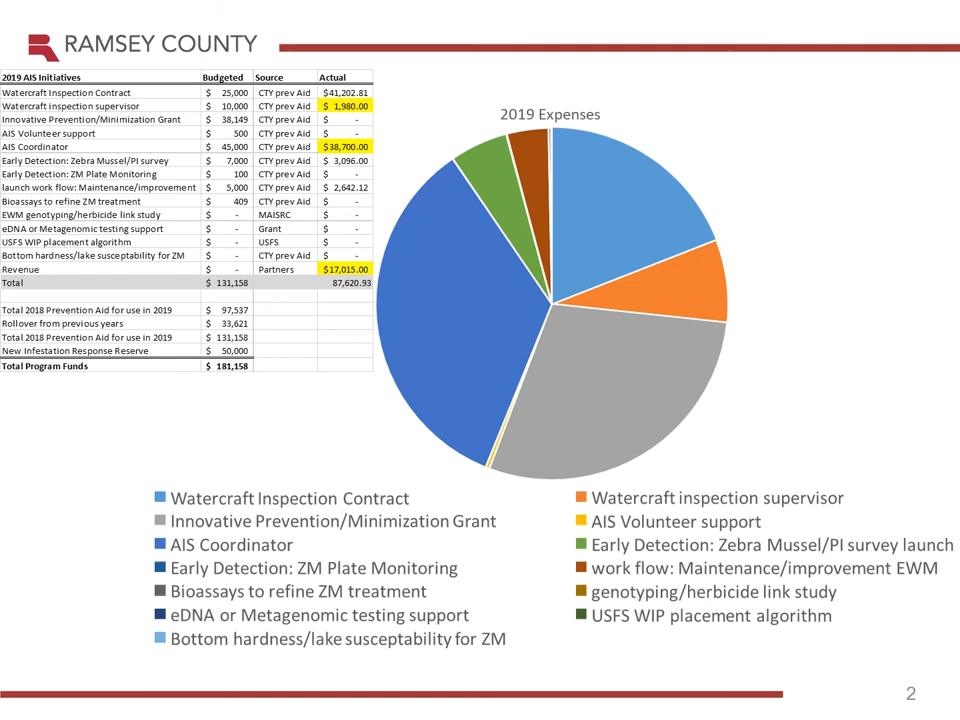 RAMSEY COUNTY
2019 AIS Initiatives Budgeted Source Actual
Watercraft Inspection Contract $ 25,000 CTY prev Aid $41,202.81
Watercraft inspection supervisor $ 10,000 CTY prev Aid $ 1,980.00
Innovative Prevention/Minimization Grant $ 38,149 CTY prev Aid $ -
AIS Volunteer support $ 500 CTY prev Aid $ -
AIS Coordinator $ 45,000 CTY prev Aid $38,700.00
Early Detection: Zebra Mussel/PI survey $ 7,000 CTY prev Aid $ 3,096.00
Early Detection: ZM Plate Monitoring $ 100 CTY prev Aid $ -
launch work flow: Maintenance/improvement $ 5,000 CTY prev Aid $ 2,642.12
Bioassays to refine ZM treatment $ 409 CTY prev Aid $ -
EWM genotyping/herbicide link study $ - MAISRC $ -
eDNA or Metagenomic testing support $ - Grant $ -
USFS WIP placement algorithm $ - USFS $ -
Bottom hardness/lake susceptability for ZM $ - CTY prev Aid $ -
Revenue $ - Partners $17,015.00
Total $ 131,158 87,620.93
Total 2018 Prevention Aid for use in 2019 $ 97,537
Rollover from previous years $ 33,621
Total 2018 Prevention Aid for use in 2019 $ 131,158
New Infestation Response Reserve $ 50,000
Total Program Funds $ 181,158
2019 Expenses
Watercraft Inspection Contract
Watercraft inspection supervisor
Innovative Prevention/Minimization Grant
AIS Volunteer support
AIS Coordinator
Early Detection: Zebra Mussel/PI survey launch
Early Detection: ZM Plate Monitoring
work flow: Maintenance/improvement EWM
Bioassays to refine ZM treatment
genotyping/herbicide link study
eDNA or Metagenomic testing support
USFS WIP placement algorithm
Bottom hardness/lake susceptability for ZM
2